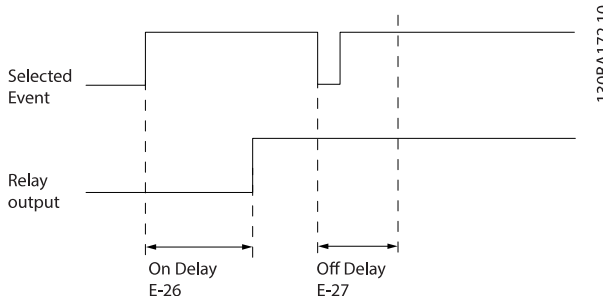 Selected
Event
Relay
output
On Delay
E-26
Off Delay
E-27
130BA172.10